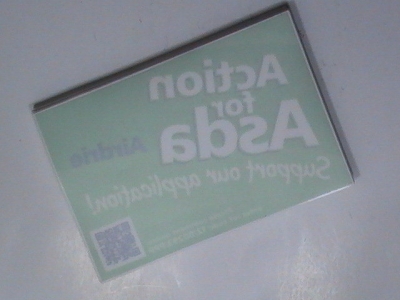 Action
for
Asda
Airdrie
Support our application!